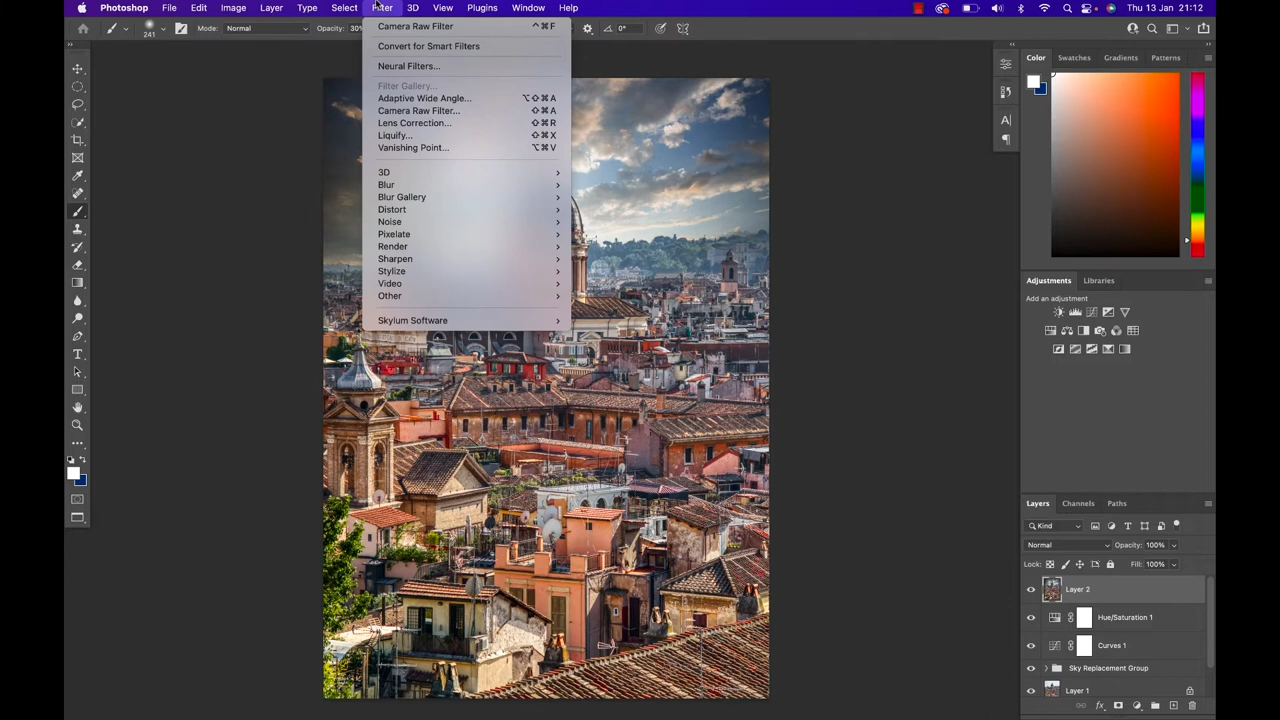 Photoshop File Edit Image Layer Type Select Filter 3D View Plugins Window Help Thu 13 Jan 21:12
241 Mode: Normal Opacity: 30% 0°
Camera Raw Filter ^⌘F
Convert for Smart Filters
Neural Filters...
Filter Gallery...
Adaptive Wide Angle... ⌥⇧⌘A
Camera Raw Filter... ⇧⌘A
Lens Correction... ⇧⌘R
Liquify... ⇧⌘X
Vanishing Point... ⌥⌘V
3D
Blur
Blur Gallery
Distort
Noise
Pixelate
Render
Sharpen
Stylize
Video
Other
Skylum Software
Color Swatches Gradients Patterns
Adjustments Libraries
Add an adjustment
Layers Channels Paths
Kind
Normal Opacity: 100%
Lock: Fill: 100%
Layer 2
Hue/Saturation 1
Curves 1
Sky Replacement Group
Layer 1